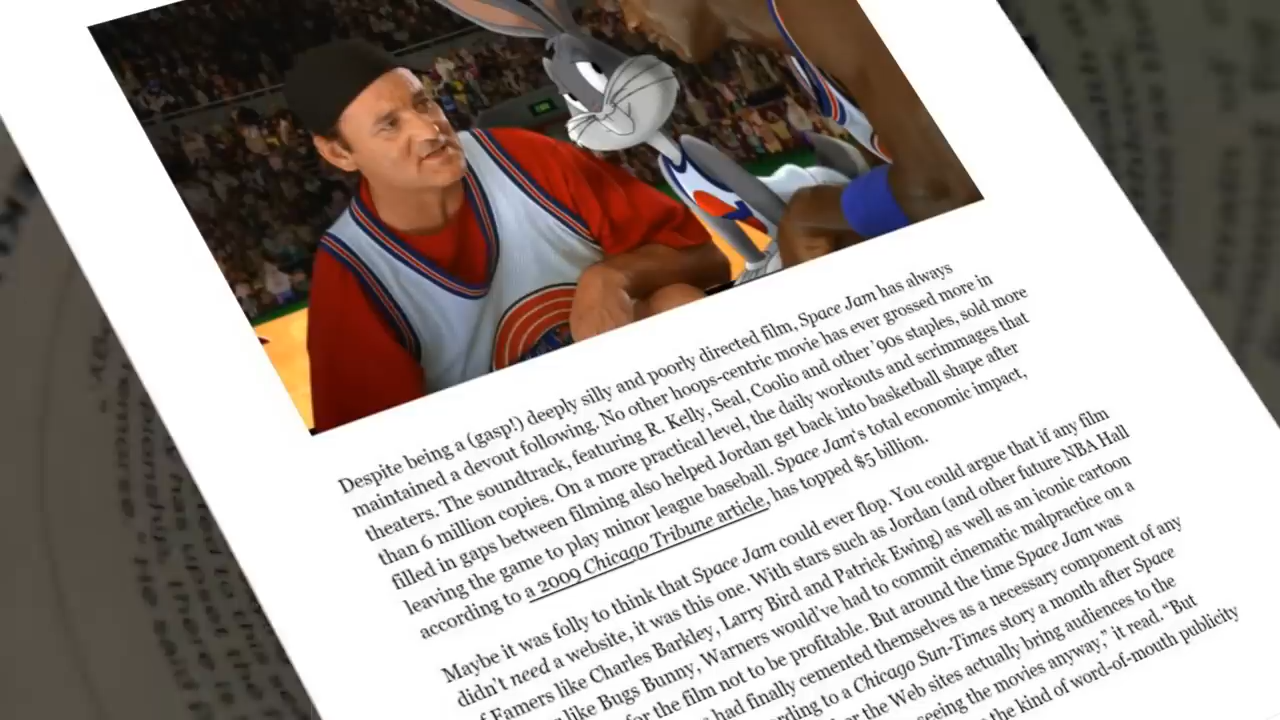 Despite being a (gasp!) deeply silly and poorly directed film, Space Jam has always
maintained a devout following. No other hoops-centric movie has ever grossed more in
theaters. The soundtrack, featuring R. Kelly, Seal, Coolio and other ’90s staples, sold more
than 6 million copies. On a more practical level, the daily workouts and scrimmages that
filled in gaps between filming also helped Jordan get back into basketball shape after
leaving the game to play minor league baseball. Space Jam’s total economic impact,
according to a 2009 Chicago Tribune article, has topped $5 billion.
Maybe it was folly to think that Space Jam could ever flop. You could argue that if any film
didn’t need a website, it was this one. With stars such as Jordan (and other future NBA Hall
of Famers like Charles Barkley, Larry Bird and Patrick Ewing) as well as an iconic cartoon
like Bugs Bunny, Warners would’ve had to commit cinematic malpractice on a
for the film not to be profitable. But around the time Space Jam was
had finally cemented themselves as a necessary component of any
to a Chicago Sun-Times story a month after Space
the Web sites actually bring audiences to the
seeing the movies anyway,” it read. “But
the kind of word-of-mouth publicity